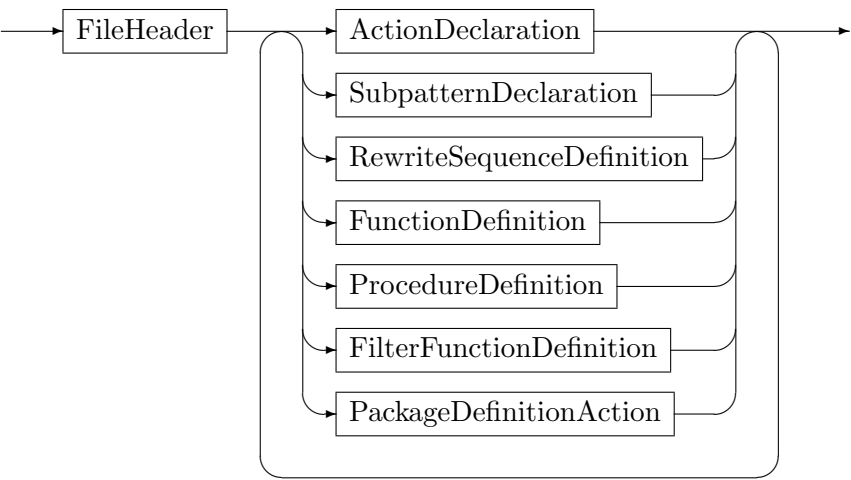 FileHeader
ActionDeclaration
SubpatternDeclaration
RewriteSequenceDefinition
FunctionDefinition
ProcedureDefinition
FilterFunctionDefinition
PackageDefinitionAction